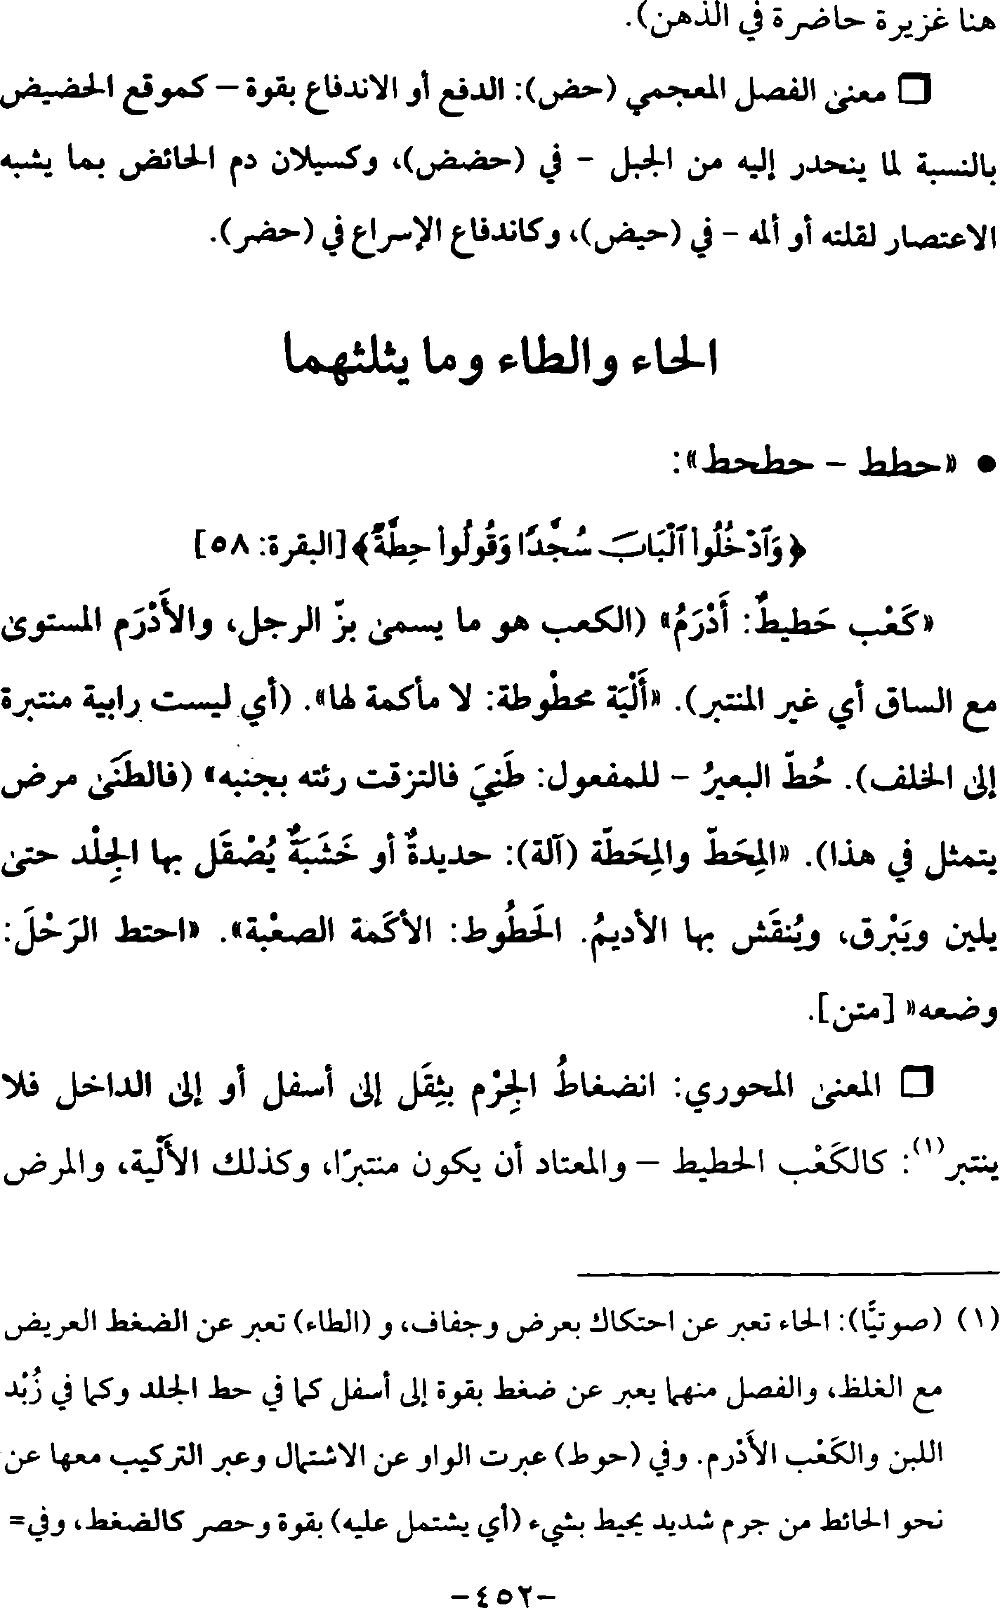 هنا غزيرة حاضرة في الذهن).
❑ معنى الفصل المعجمي (حض): الدفع أو الاندفاع بقوة – كموقع الحضيض
بالنسبة لما ينحدر إليه من الجبل - في (حضض)، وكسيلان دم الحائض بما يشبه
الاعتصار لقلته أو ألمه – في (حيض)، وكاندفاع الإسراع في (حضر).
الحاء والطاء وما يثلثهما
• «حطط – حطحط»:
﴿وَٱدْخُلُوا۟ ٱلْبَابَ سُجَّدًا وَقُولُوا۟ حِطَّةٌ﴾ [البقرة: ٥٨]
«كَعْب حَطيطٌ: أَدْرَمُ» (الكعب هو ما يسمى بزّ الرجل، والأَدْرَم المستوى
مع الساق أي غير المنتبر). «أَلْيَة محطُوطة: لا مأكمة لها». (أي ليست رابية منتبرة
إلى الخلف). حُطّ البعيرُ – للمفعول: طَنِيَ فالتزقت رئته بجنبه» (فالطَنَى مرض
يتمثل في هذا). «المِحَطّ والمِحَطّة (آلة): حديدةٌ أو خَشَبَةٌ يُصْقَل بها الجِلْد حتى
يلين ويَبْرق، ويُنقَش بها الأديمُ. الحَطُوط: الأكَمة الصعْبة». «احتط الرَحْلَ:
وضعه» [متن].
❑ المعنى المحوري: انضغاطُ الجِرْم بثِقَل إلى أسفل أو إلى الداخل فلا
ينتبر(١): كالكَعْب الحطيط – والمعتاد أن يكون منتبرًا، وكذلك الأَلْية، والمرض
(١) (صوتيًّا): الحاء تعبر عن احتكاك بعرض وجفاف، و (الطاء) تعبر عن الضغط العريض
مع الغلظ، والفصل منهما يعبر عن ضغط بقوة إلى أسفل كما في حط الجلد وكما في زُبْد
اللبن والكَعْب الأَدْرم. وفي (حوط) عبرت الواو عن الاشتمال وعبر التركيب معها عن
نحو الحائط من جرم شديد يحيط بشيء (أي يشتمل عليه) بقوة وحصر كالضغط، وفي=
-٤٥٢-